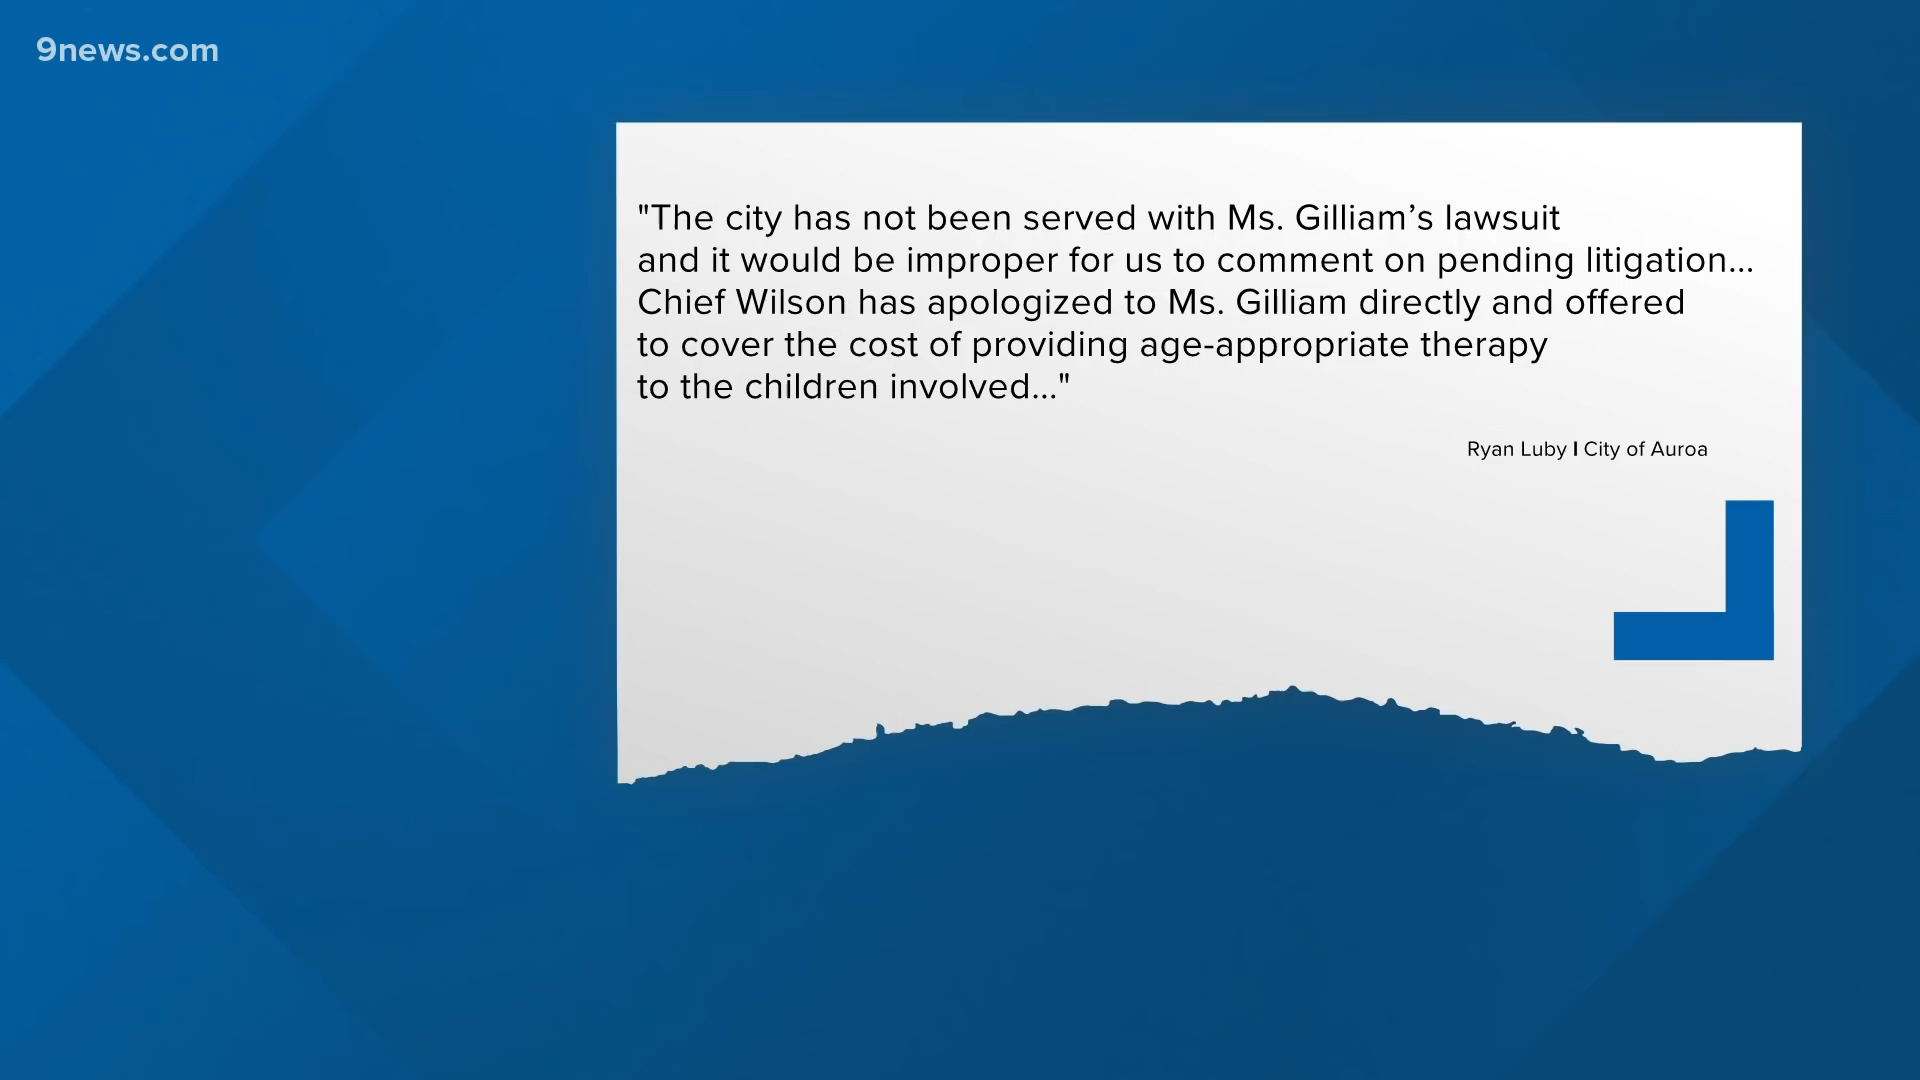 9news.com
"The city has not been served with Ms. Gilliam’s lawsuit
and it would be improper for us to comment on pending litigation...
Chief Wilson has apologized to Ms. Gilliam directly and offered
to cover the cost of providing age-appropriate therapy
to the children involved..."
Ryan Luby I City of Auroa